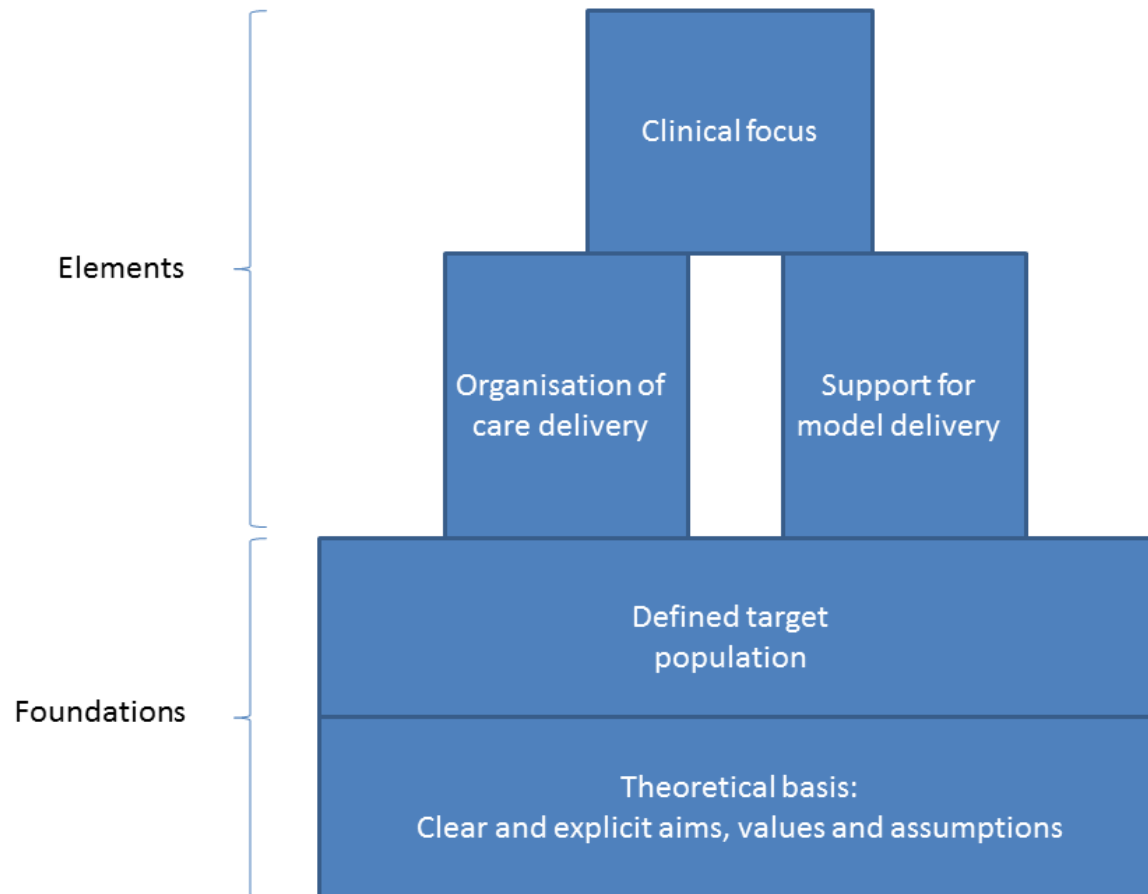 Clinical focus
Elements
Organisation of
care delivery
Support for
model delivery
Defined target
population
Foundations
Theoretical basis:
Clear and explicit aims, values and assumptions